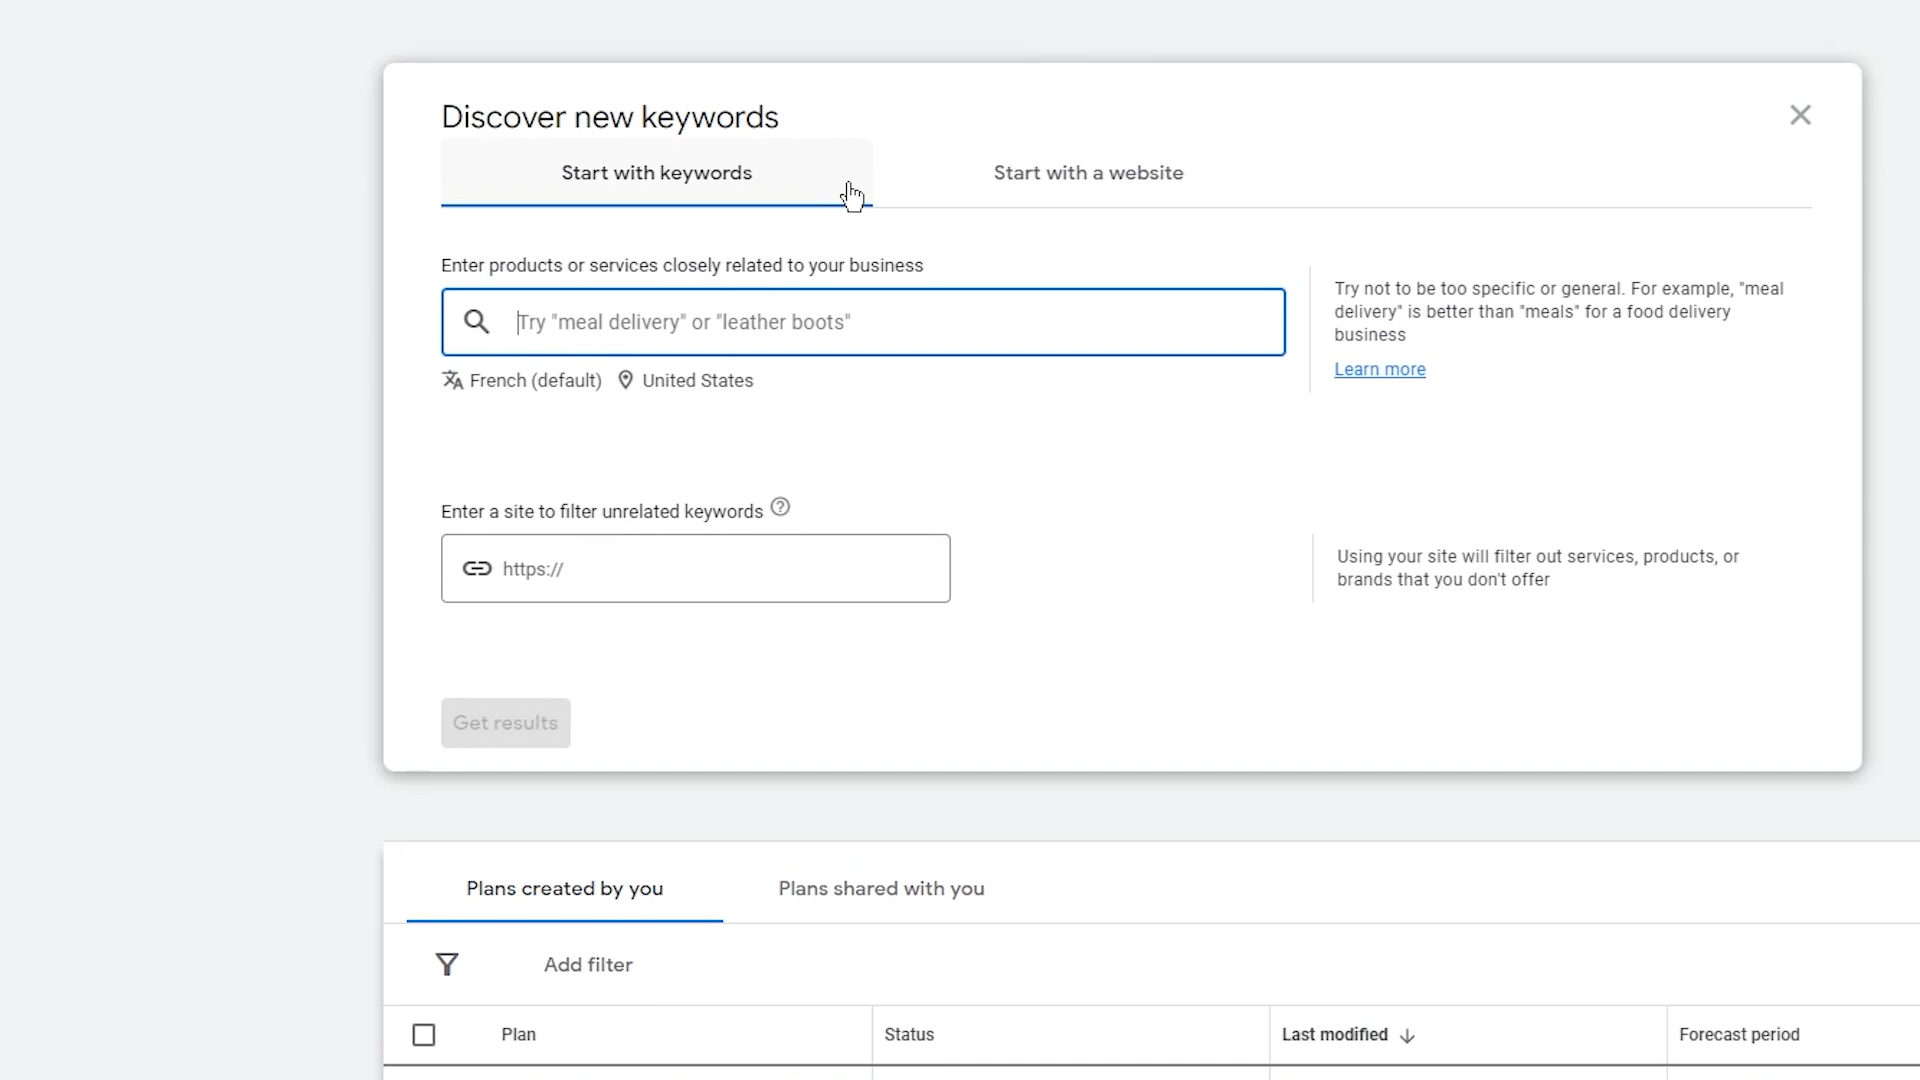 Discover new keywords
Start with keywords
Start with a website
Enter products or services closely related to your business
Try "meal delivery" or "leather boots"
French (default)
United States
Try not to be too specific or general. For example, "meal
delivery" is better than "meals" for a food delivery
business
Learn more
Enter a site to filter unrelated keywords
https://
Using your site will filter out services, products, or
brands that you don't offer
Get results
Plans created by you
Plans shared with you
Add filter
Plan
Status
Last modified
Forecast period